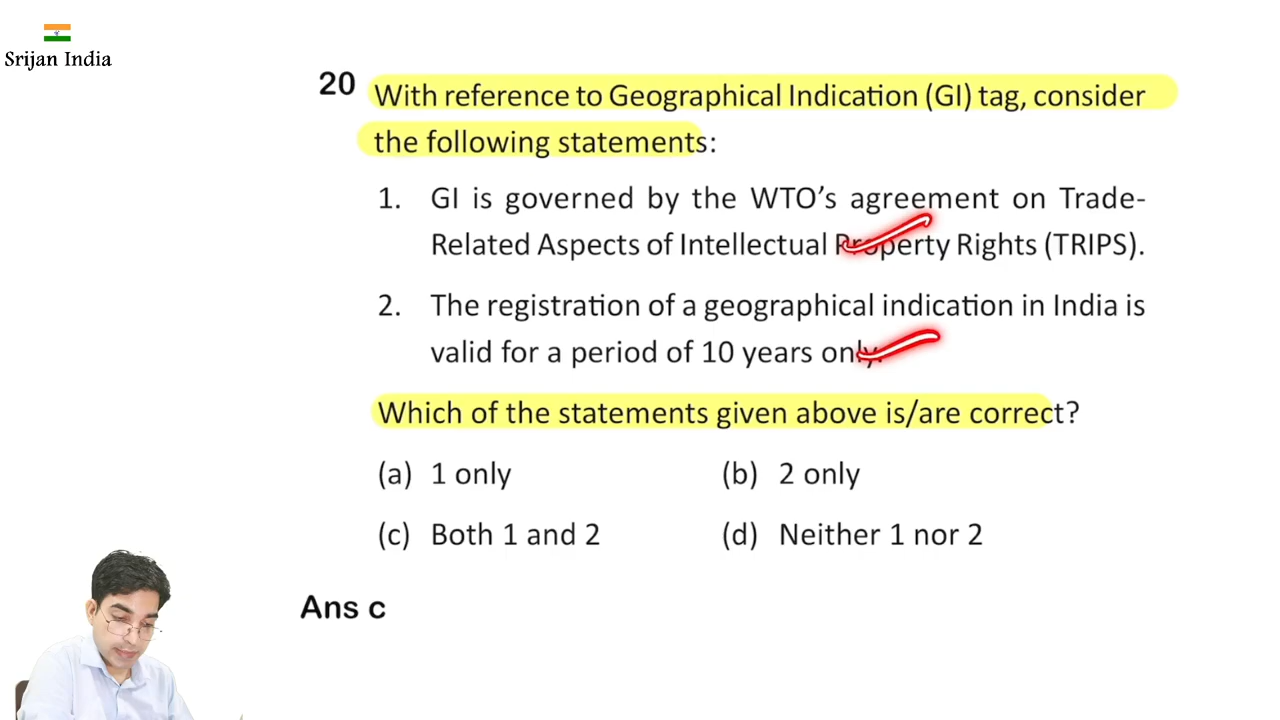 Srijan India
20 With reference to Geographical Indication (GI) tag, consider
the following statements:
1. GI is governed by the WTO's agreement on Trade-
Related Aspects of Intellectual Property Rights (TRIPS).
2. The registration of a geographical indication in India is
valid for a period of 10 years only.
Which of the statements given above is/are correct?
(a) 1 only (b) 2 only
(c) Both 1 and 2 (d) Neither 1 nor 2
Ans c